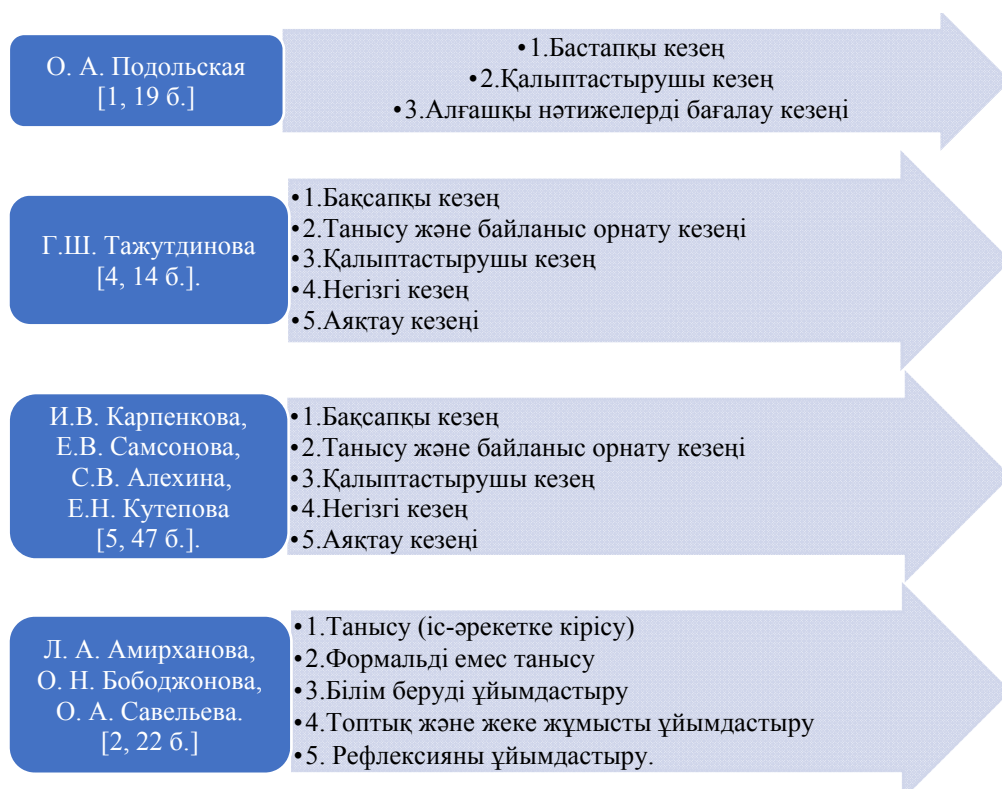 О. А. Подольская
[1, 19 б.]
•1.Бастапқы кезең
•2.Қалыптастырушы кезең
•3.Алғашқы нәтижелерді бағалау кезеңі
Г.Ш. Тажутдинова
[4, 14 б.].
•1.Бақсапқы кезең
•2.Танысу және байланыс орнату кезеңі
•3.Қалыптастырушы кезең
•4.Негізгі кезең
•5.Аяқтау кезеңі
И.В. Карпенкова,
Е.В. Самсонова,
С.В. Алехина,
Е.Н. Кутепова
[5, 47 б.].
•1.Бақсапқы кезең
•2.Танысу және байланыс орнату кезеңі
•3.Қалыптастырушы кезең
•4.Негізгі кезең
•5.Аяқтау кезеңі
Л. А. Амирханова,
О. Н. Бободжонова,
О. А. Савельева.
[2, 22 б.]
•1.Танысу (іс-әрекетке кірісу)
•2.Формальді емес танысу
•3.Білім беруді ұйымдастыру
•4.Топтық және жеке жұмысты ұйымдастыру
•5. Рефлексияны ұйымдастыру.